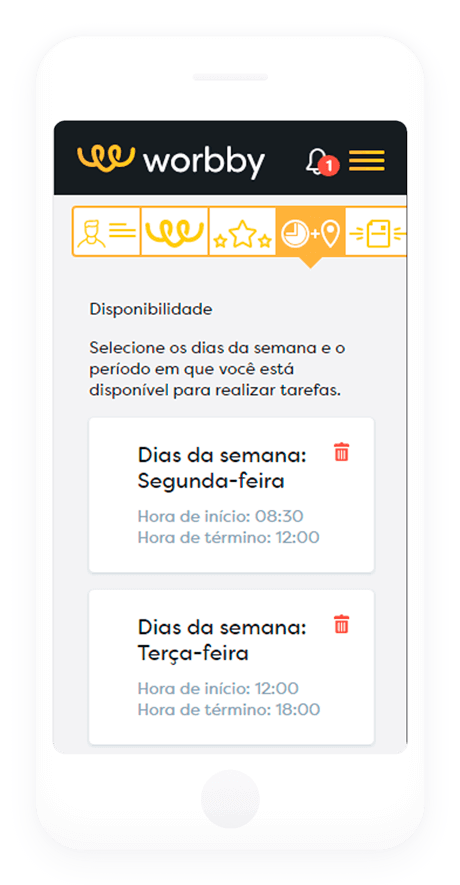 worbby
1
+
Disponibilidade
Selecione os dias da semana e o
período em que você está
disponível para realizar tarefas.
Dias da semana:
Segunda-feira
Hora de início: 08:30
Hora de término: 12:00
Dias da semana:
Terça-feira
Hora de início: 12:00
Hora de término: 18:00